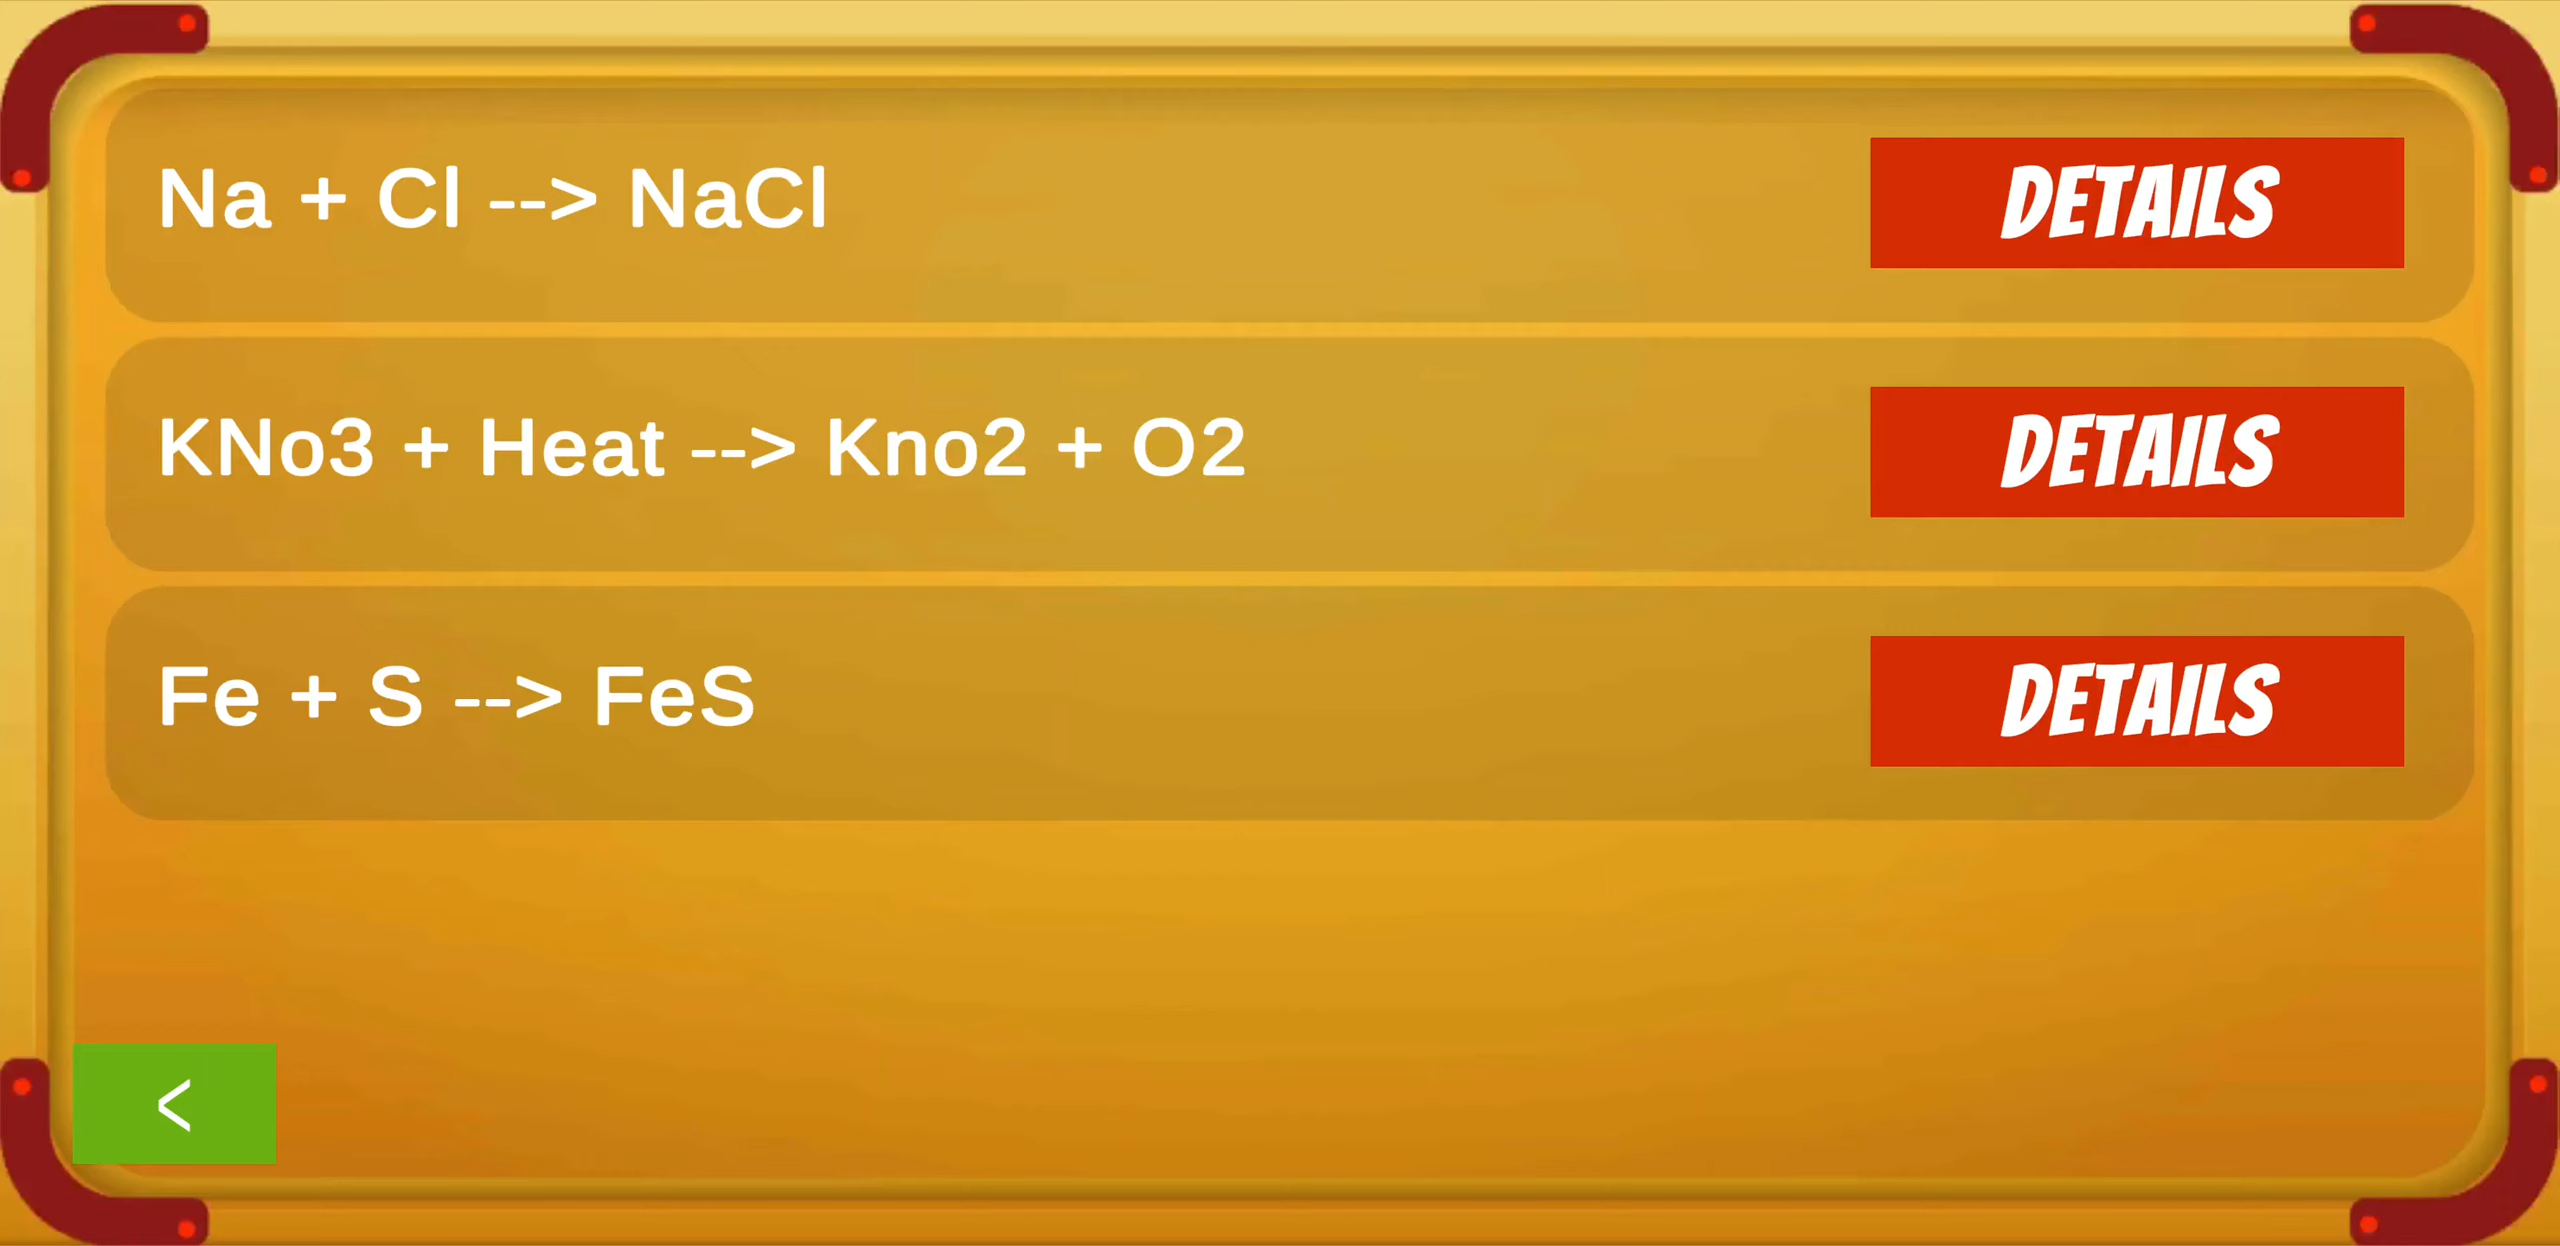 Na + Cl --> NaCl
DETAILS
KNo3 + Heat --> Kno2 + O2
DETAILS
Fe + S --> FeS
DETAILS
<